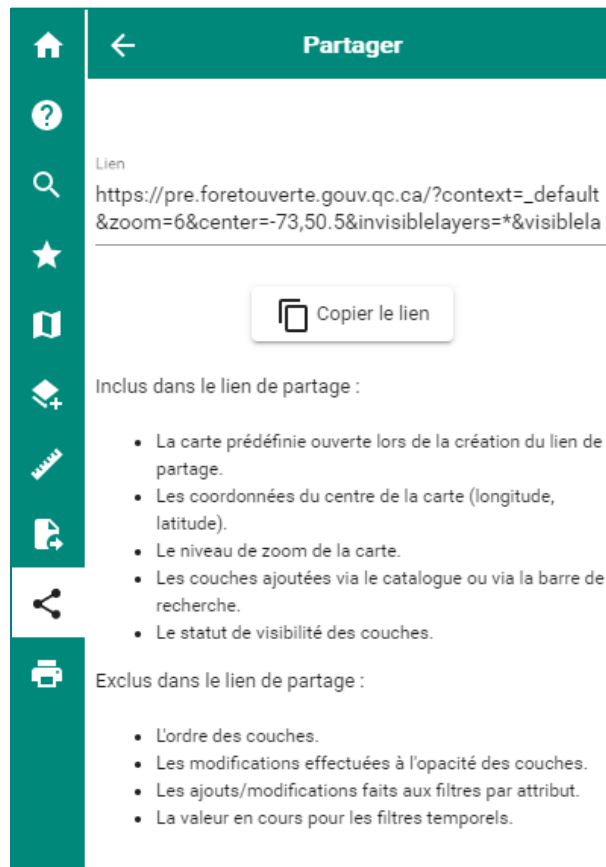 Partager
Lien
https://pre.foretouverte.gouv.qc.ca/?context=_default
&zoom=6&center=-73,50.5&invisiblelayers=*&visiblela
Copier le lien
Inclus dans le lien de partage :
• La carte prédéfinie ouverte lors de la création du lien de
partage.
• Les coordonnées du centre de la carte (longitude,
latitude).
• Le niveau de zoom de la carte.
• Les couches ajoutées via le catalogue ou via la barre de
recherche.
• Le statut de visibilité des couches.
Exclus dans le lien de partage :
• L'ordre des couches.
• Les modifications effectuées à l'opacité des couches.
• Les ajouts/modifications faits aux filtres par attribut.
• La valeur en cours pour les filtres temporels.